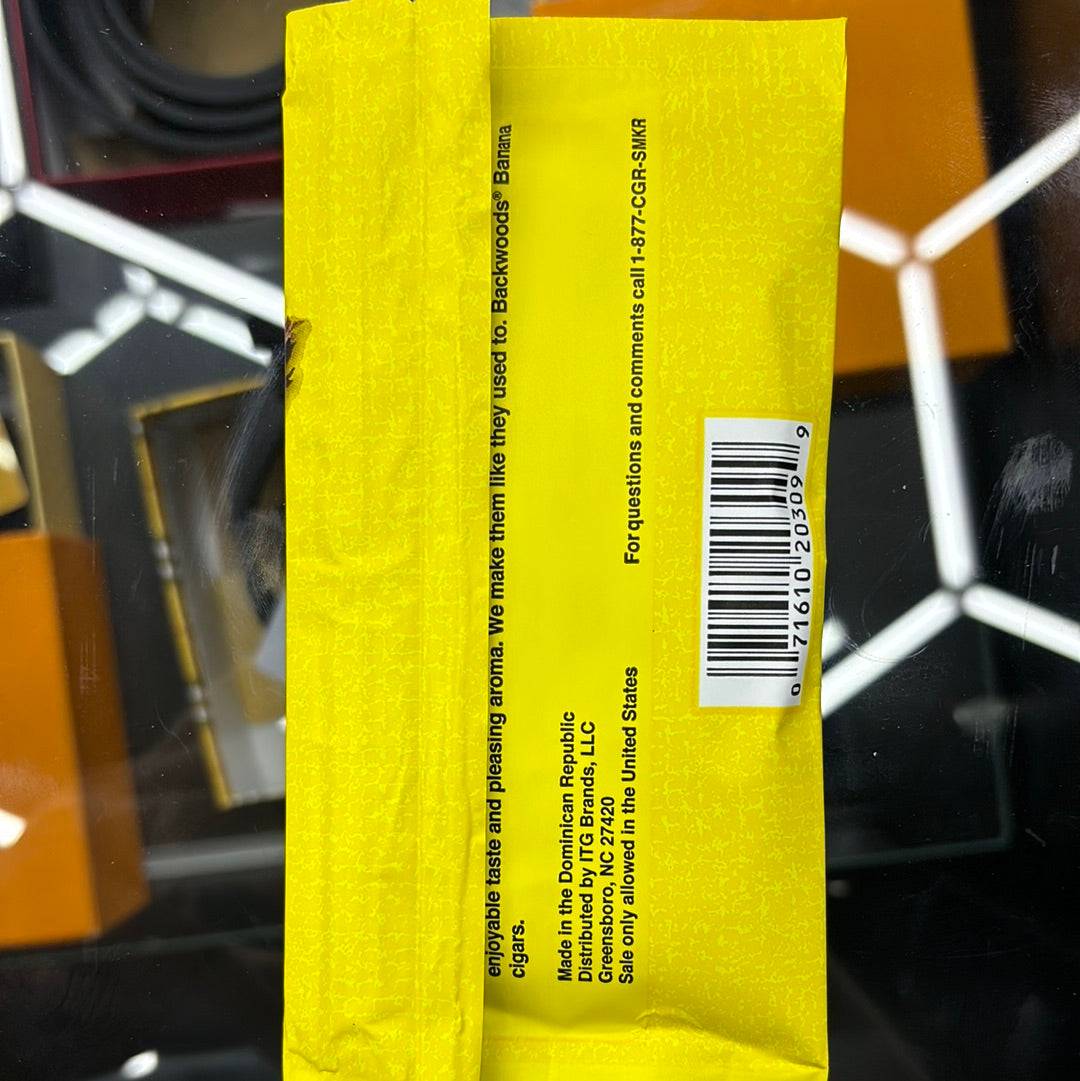 enjoyable taste and pleasing aroma. We make them like they used to. Backwoods® Banana
cigars.
Made in the Dominican Republic
Distributed by ITG Brands, LLC
Greensboro, NC 27420
Sale only allowed in the United States
For questions and comments call 1-877-CGR-SMKR
0 71610 20309 9